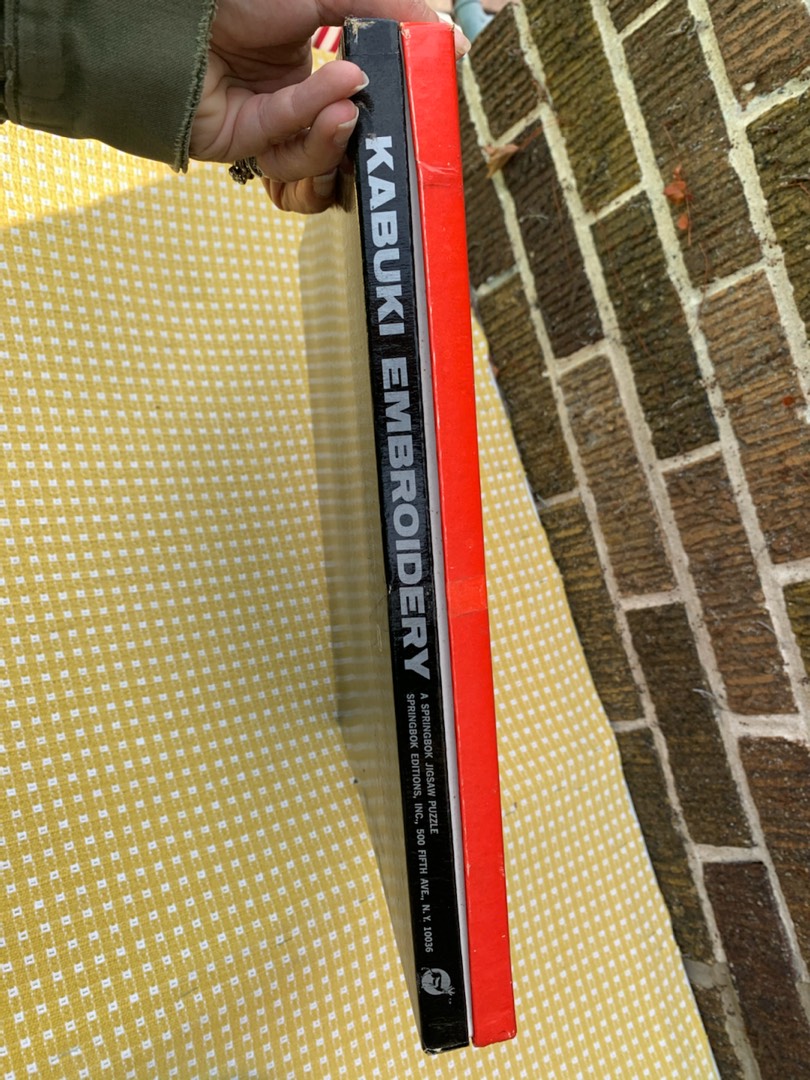 KABUKI EMBROIDERY
A SPRINGBOK JIGSAW PUZZLE
SPRINGBOK EDITIONS, INC., 500 FIFTH AVE., N. Y. 10036